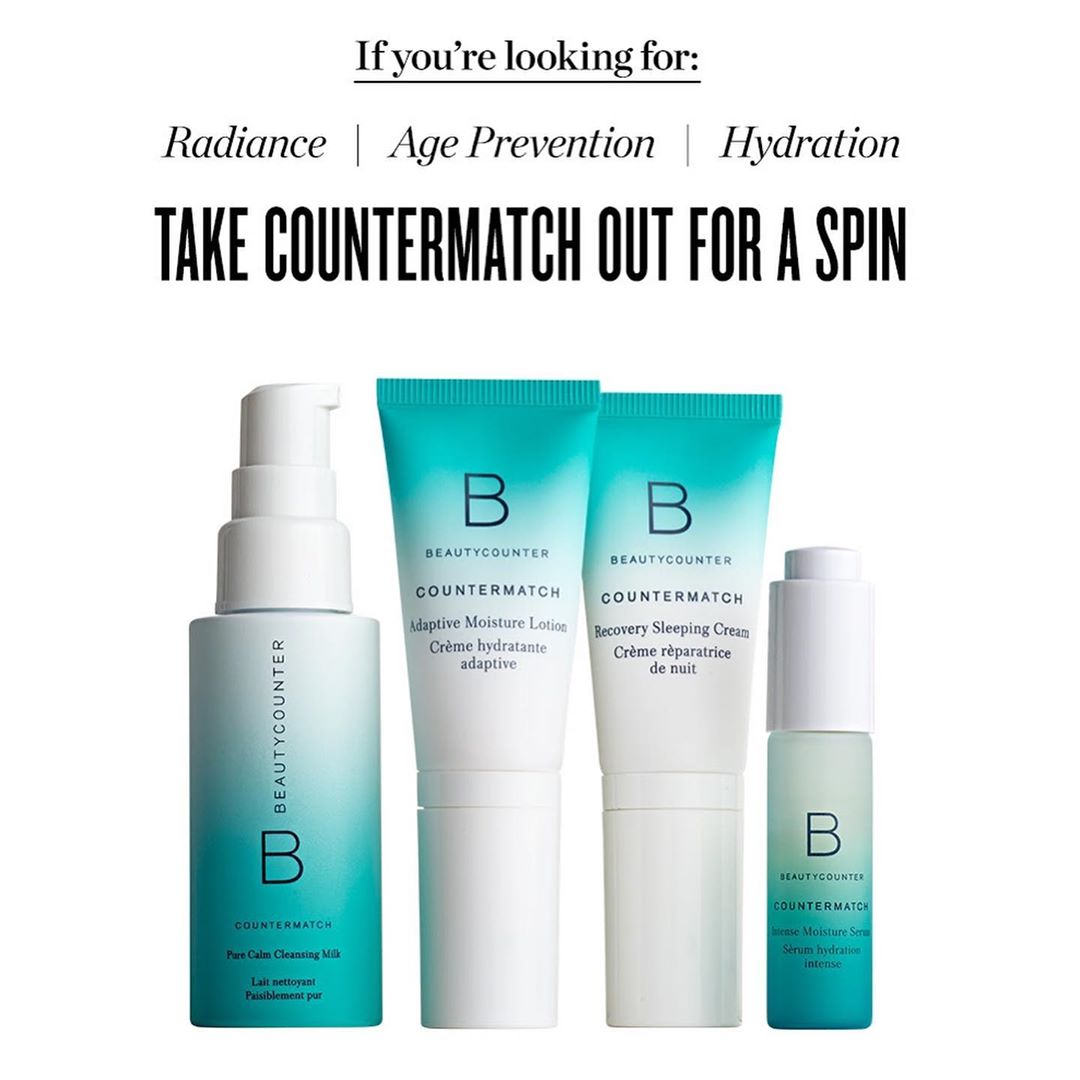 If you're looking for:
Radiance | Age Prevention | Hydration
TAKE COUNTERMATCH OUT FOR A SPIN
BEAUTYCOUNTER
B
COUNTERMATCH
Pure Calm Cleansing Milk
Lait nettoyant
Paisiblement pur
B
BEAUTYCOUNTER
COUNTERMATCH
Adaptive Moisture Lotion
Crème hydratante
adaptive
B
BEAUTYCOUNTER
COUNTERMATCH
Recovery Sleeping Cream
Crème rèparatrice
de nuit
B
BEAUTYCOUNTER
COUNTERMATCH
Intense Moisture Serum
Sèrum hydration
intense